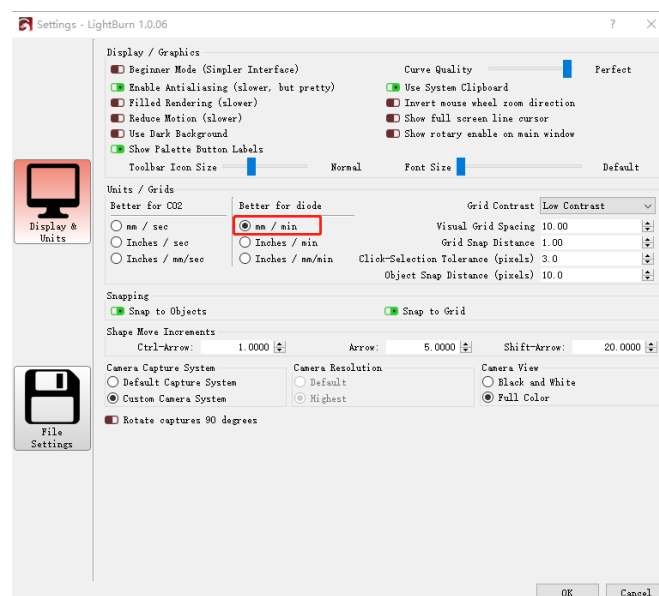 Settings - LightBurn 1.0.06
Display / Graphics
Beginner Mode (Simpler Interface)
Curve Quality Perfect
Enable Antialiasing (slower, but pretty)
Use System Clipboard
Filled Rendering (slower)
Invert mouse wheel zoom direction
Reduce Motion (slower)
Show full screen line cursor
Use Dark Background
Show rotary enable on main window
Show Palette Button Labels
Toolbar Icon Size Normal
Font Size Default
Units / Grids
Better for CO2
Better for diode
Grid Contrast Low Contrast
mm / sec
mm / min
Visual Grid Spacing 10.00
Inches / sec
Inches / min
Grid Snap Distance 1.00
Inches / mm/sec
Inches / mm/min
Click-Selection Tolerance (pixels) 3.0
Object Snap Distance (pixels) 10.0
Display & Units
Snapping
Snap to Objects
Snap to Grid
Shape Move Increments
Ctrl-Arrow: 1.0000
Arrow: 5.0000
Shift-Arrow: 20.0000
Camera Capture System
Camera Resolution
Camera View
Default Capture System
Default
Black and White
Custom Camera System
Highest
Full Color
Rotate captures 90 degrees
File Settings
OK
Cancel